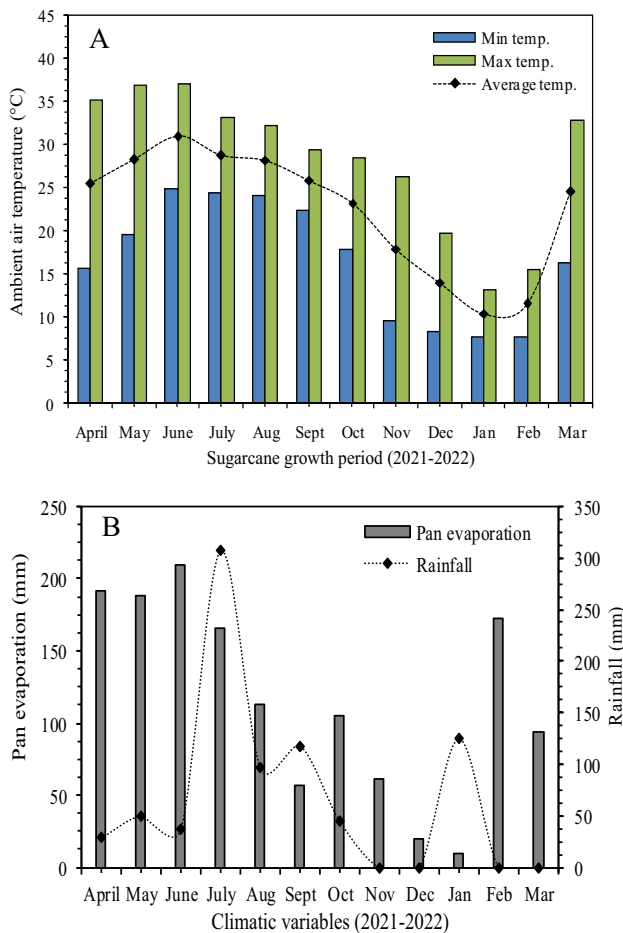 A
Min temp.
Max temp.
Average temp.
Ambient air temperature (°C)
45
40
35
30
25
20
15
10
5
0
April May June July Aug Sept Oct Nov Dec Jan Feb Mar
Sugarcane growth period (2021-2022)
B
Pan evaporation
Rainfall
Pan evaporation (mm)
250
200
150
100
50
0
Rainfall (mm)
350
300
250
200
150
100
50
0
April May June July Aug Sept Oct Nov Dec Jan Feb Mar
Climatic variables (2021-2022)